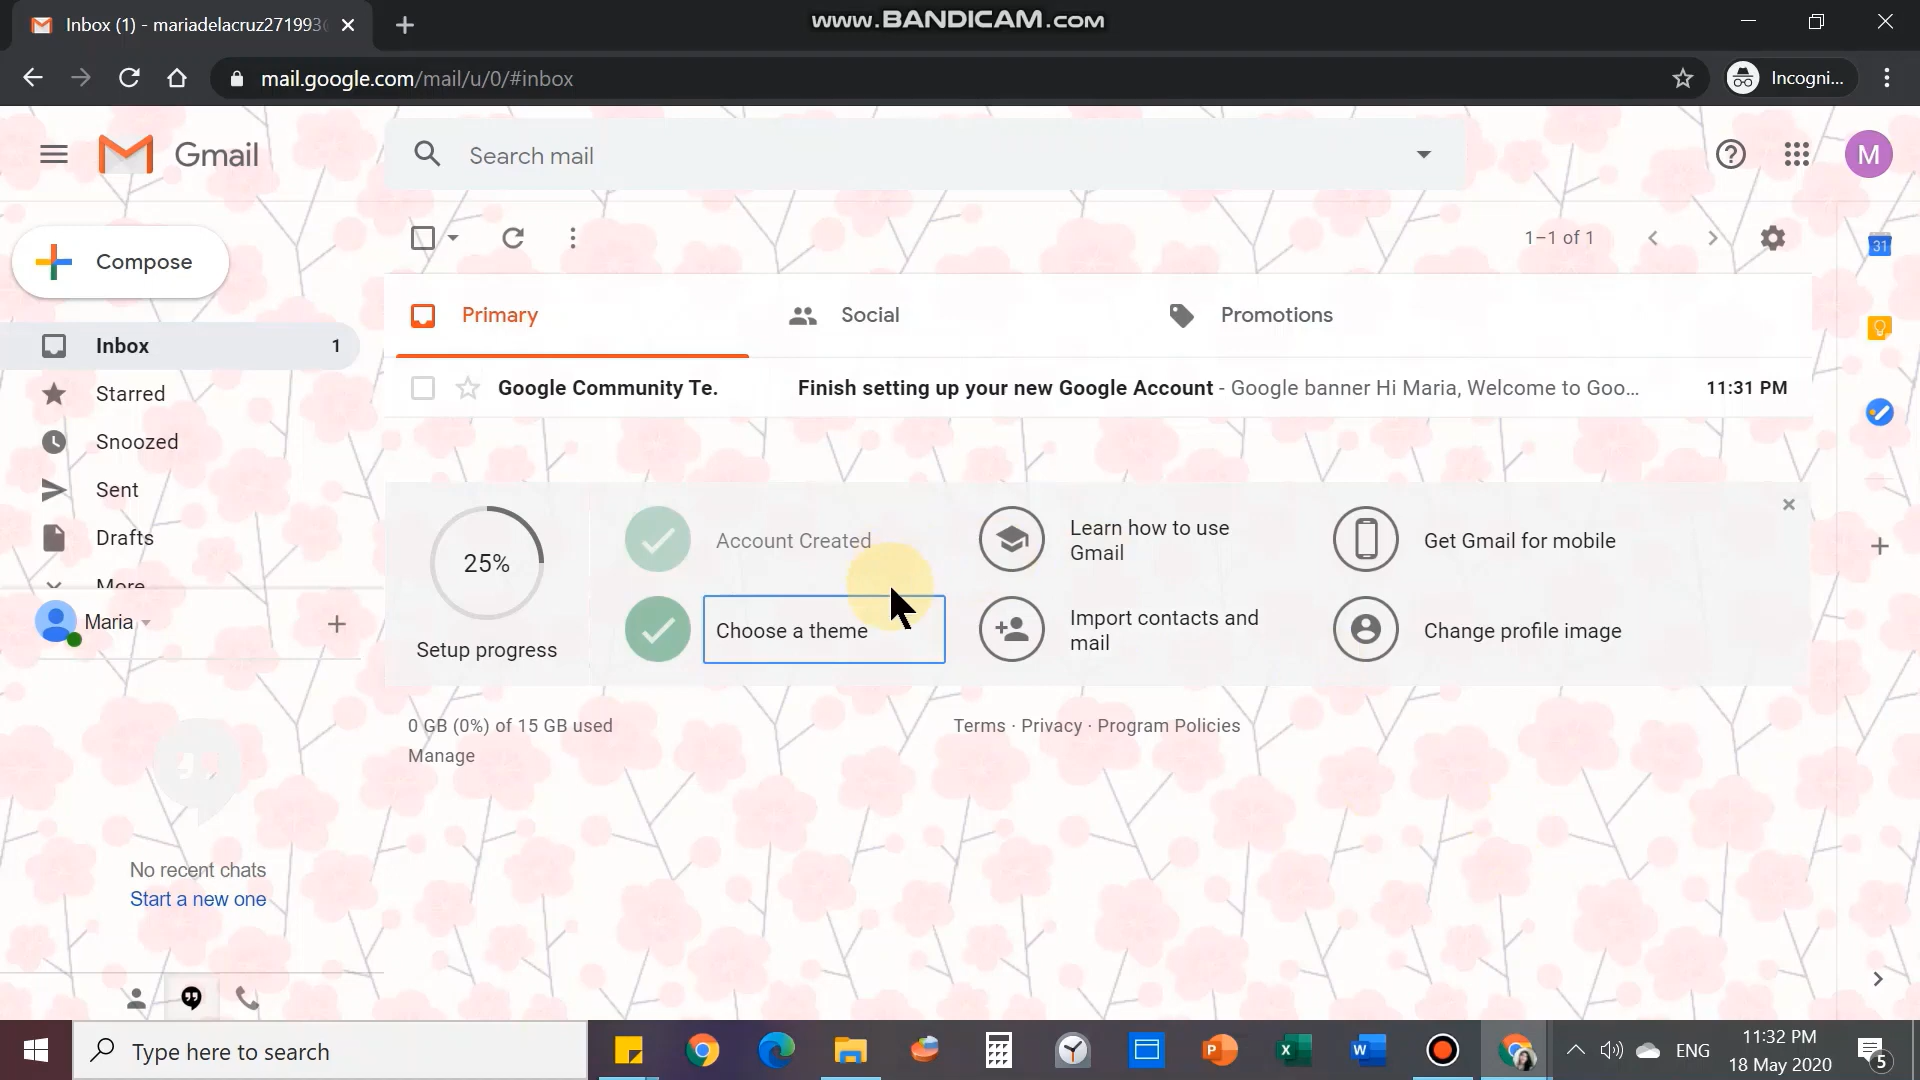 Inbox (1) - mariadelacruz271993
www.BANDICAM.com
mail.google.com/mail/u/0/#inbox
Incogni...
Gmail
Search mail
M
Compose
1–1 of 1
31
Primary
Social
Promotions
Inbox 1
Google Community Te. Finish setting up your new Google Account - Google banner Hi Maria, Welcome to Goo... 11:31 PM
Starred
Snoozed
Sent
Drafts
More
25%
Setup progress
Account Created
Learn how to use
Gmail
Get Gmail for mobile
Choose a theme
Import contacts and
mail
Change profile image
Maria
0 GB (0%) of 15 GB used
Manage
Terms · Privacy · Program Policies
No recent chats
Start a new one
Type here to search
ENG
11:32 PM
18 May 2020
5